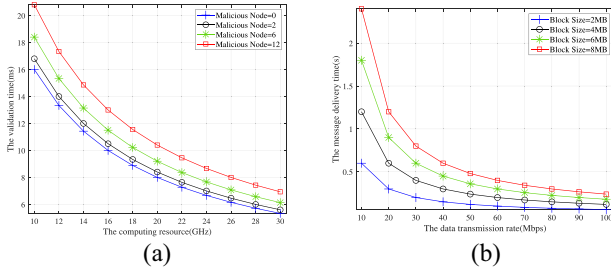 (a)
Malicious Node=0
Malicious Node=2
Malicious Node=6
Malicious Node=12
The validation time(ms)
20
18
16
14
12
10
8
6
10 12 14 16 18 20 22 24 26 28 30
The computing resource(GHz)
(a)
Block Size=2MB
Block Size=4MB
Block Size=6MB
Block Size=8MB
The message delivery time(s)
2
1.5
1
0.5
10 20 30 40 50 60 70 80 90 100
The data transmission rate(Mbps)
(b)